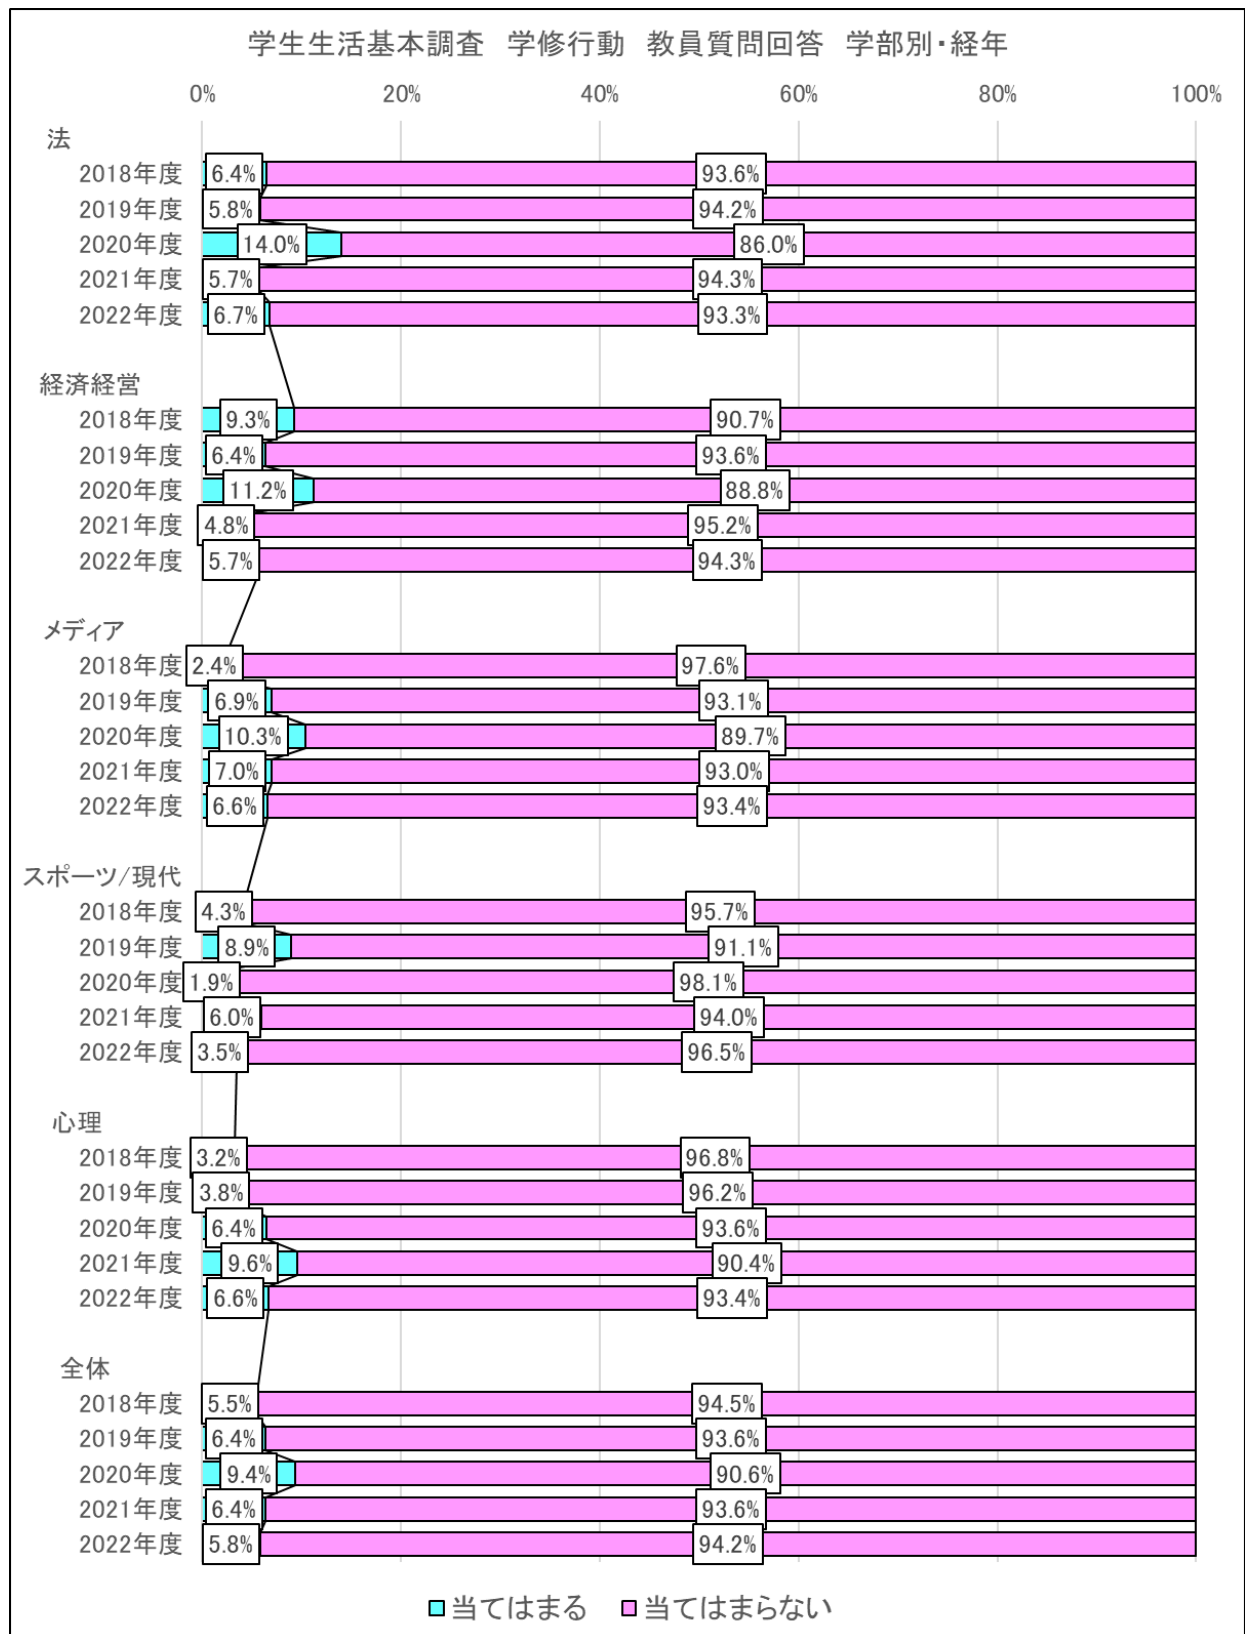 学生生活基本調査　学修行動　教員質問回答　学部別・経年
0% 20% 40% 60% 80% 100%
法
2018年度 6.4% 93.6%
2019年度 5.8% 94.2%
2020年度 14.0% 86.0%
2021年度 5.7% 94.3%
2022年度 6.7% 93.3%
経済経営
2018年度 9.3% 90.7%
2019年度 6.4% 93.6%
2020年度 11.2% 88.8%
2021年度 4.8% 95.2%
2022年度 5.7% 94.3%
メディア
2018年度 2.4% 97.6%
2019年度 6.9% 93.1%
2020年度 10.3% 89.7%
2021年度 7.0% 93.0%
2022年度 6.6% 93.4%
スポーツ/現代
2018年度 4.3% 95.7%
2019年度 8.9% 91.1%
2020年度 1.9% 98.1%
2021年度 6.0% 94.0%
2022年度 3.5% 96.5%
心理
2018年度 3.2% 96.8%
2019年度 3.8% 96.2%
2020年度 6.4% 93.6%
2021年度 9.6% 90.4%
2022年度 6.6% 93.4%
全体
2018年度 5.5% 94.5%
2019年度 6.4% 93.6%
2020年度 9.4% 90.6%
2021年度 6.4% 93.6%
2022年度 5.8% 94.2%
当てはまる 当てはまらない